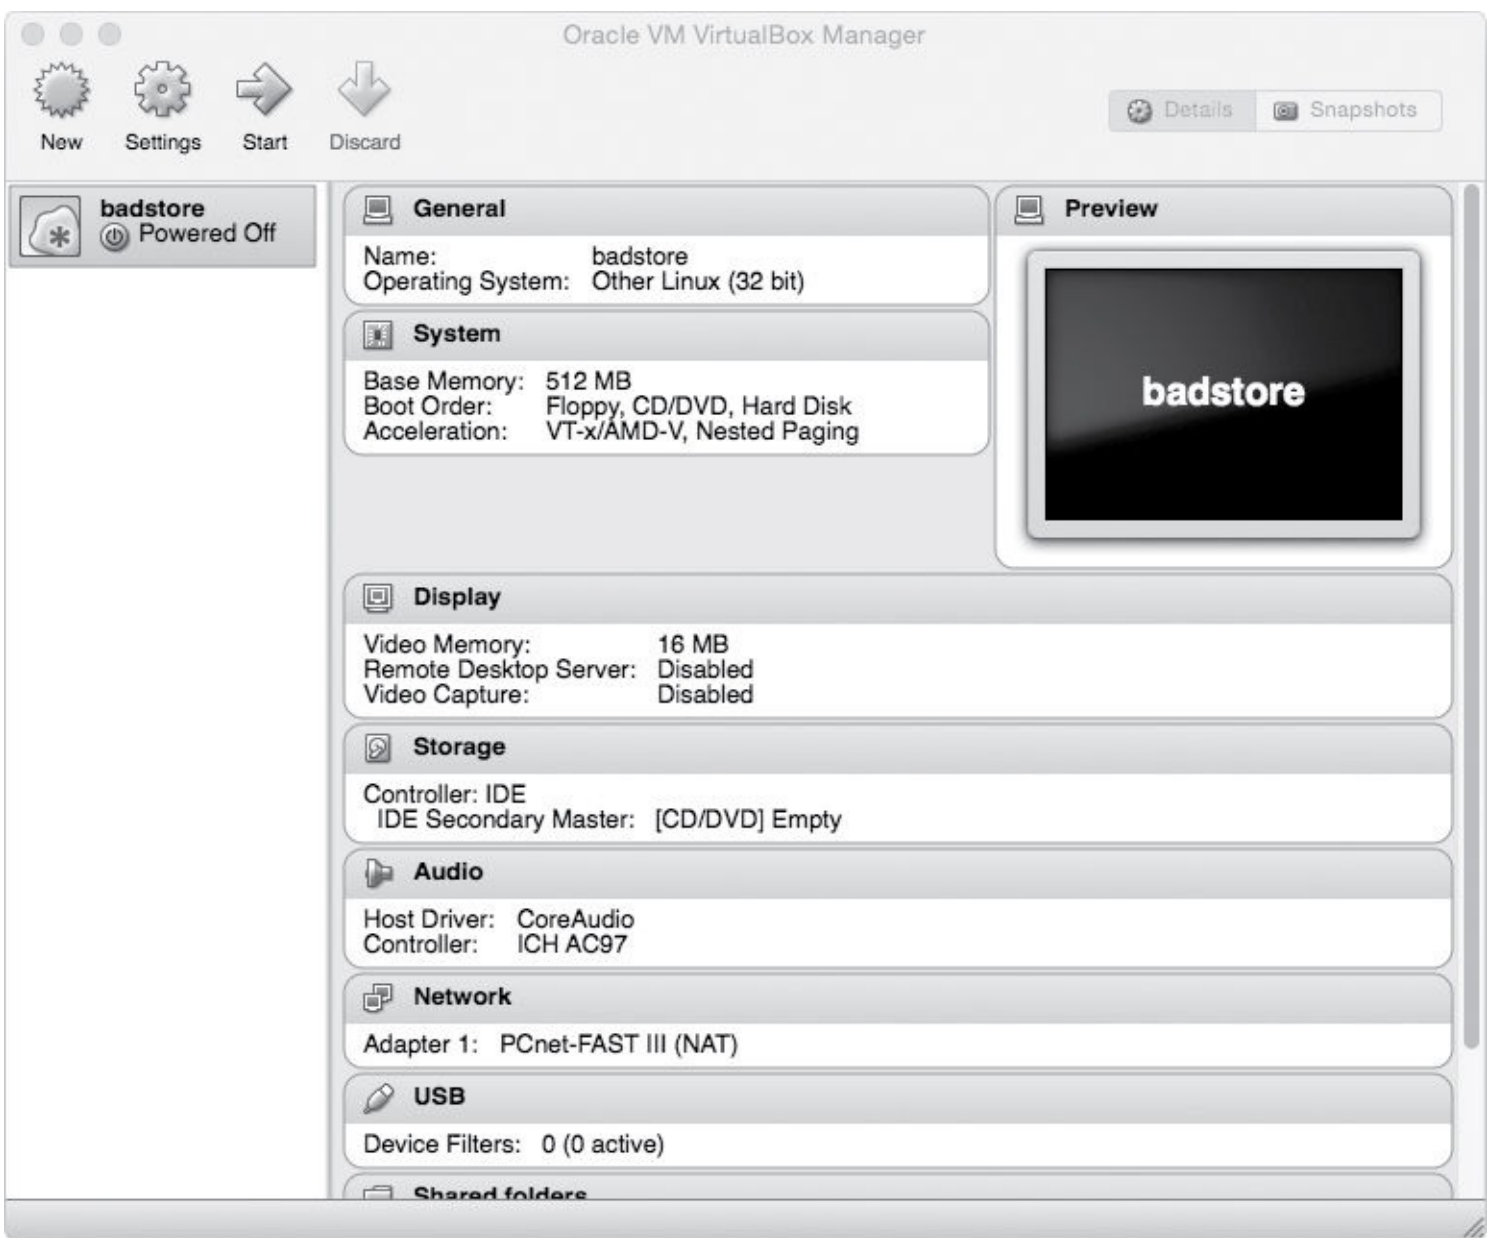 Oracle VM VirtualBox Manager
New Settings Start Discard
Details Snapshots
badstore
Powered Off
General
Name: badstore
Operating System: Other Linux (32 bit)
System
Base Memory: 512 MB
Boot Order: Floppy, CD/DVD, Hard Disk
Acceleration: VT-x/AMD-V, Nested Paging
Preview
badstore
Display
Video Memory: 16 MB
Remote Desktop Server: Disabled
Video Capture: Disabled
Storage
Controller: IDE
IDE Secondary Master: [CD/DVD] Empty
Audio
Host Driver: CoreAudio
Controller: ICH AC97
Network
Adapter 1: PCnet-FAST III (NAT)
USB
Device Filters: 0 (0 active)
Shared folders